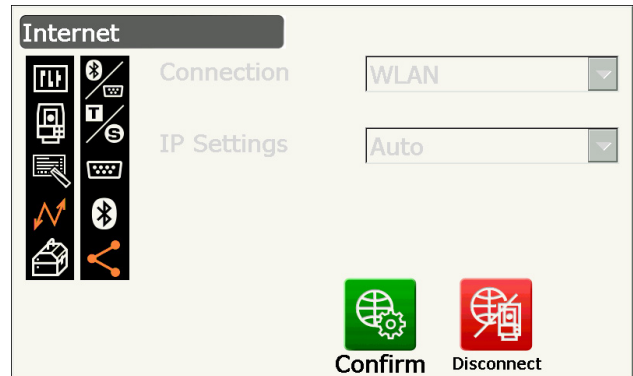 Internet
Connection
WLAN
IP Settings
Auto
T
S
Confirm
Disconnect